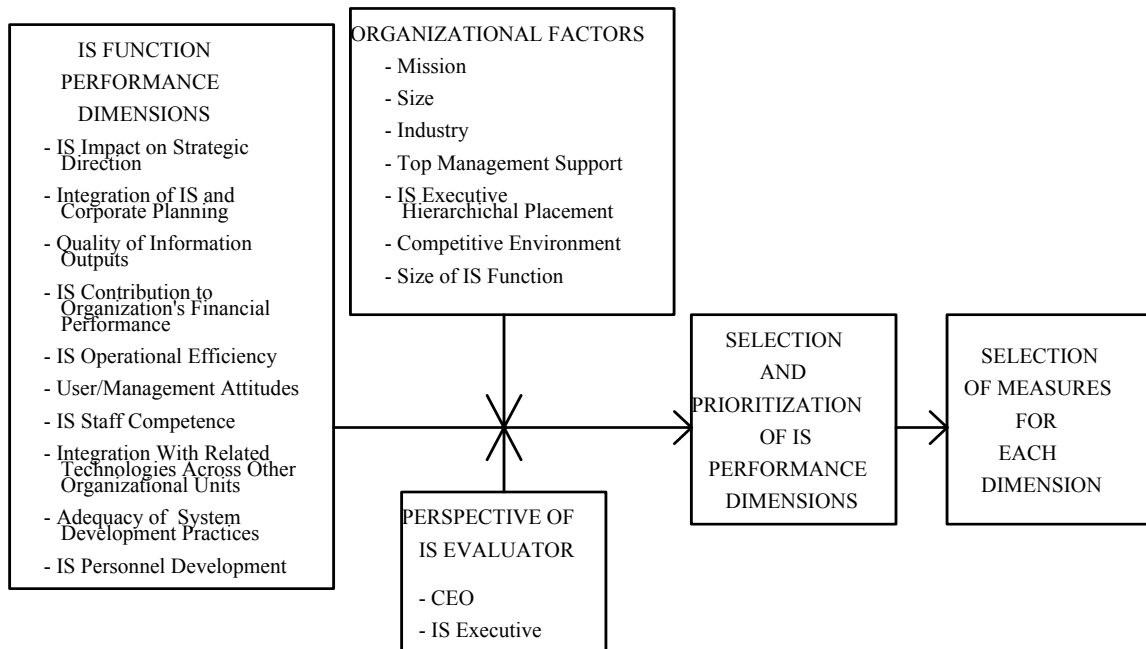 IS FUNCTION
PERFORMANCE
DIMENSIONS
- IS Impact on Strategic
Direction
- Integration of IS and
Corporate Planning
- Quality of Information
Outputs
- IS Contribution to
Organization's Financial
Performance
- IS Operational Efficiency
- User/Management Attitudes
- IS Staff Competence
- Integration With Related
Technologies Across Other
Organizational Units
- Adequacy of System
Development Practices
- IS Personnel Development
ORGANIZATIONAL FACTORS
- Mission
- Size
- Industry
- Top Management Support
- IS Executive
Hierarchichal Placement
- Competitive Environment
- Size of IS Function
PERSPECTIVE OF
IS EVALUATOR
- CEO
- IS Executive
SELECTION
AND
PRIORITIZATION
OF IS
PERFORMANCE
DIMENSIONS
SELECTION
OF MEASURES
FOR
EACH
DIMENSION